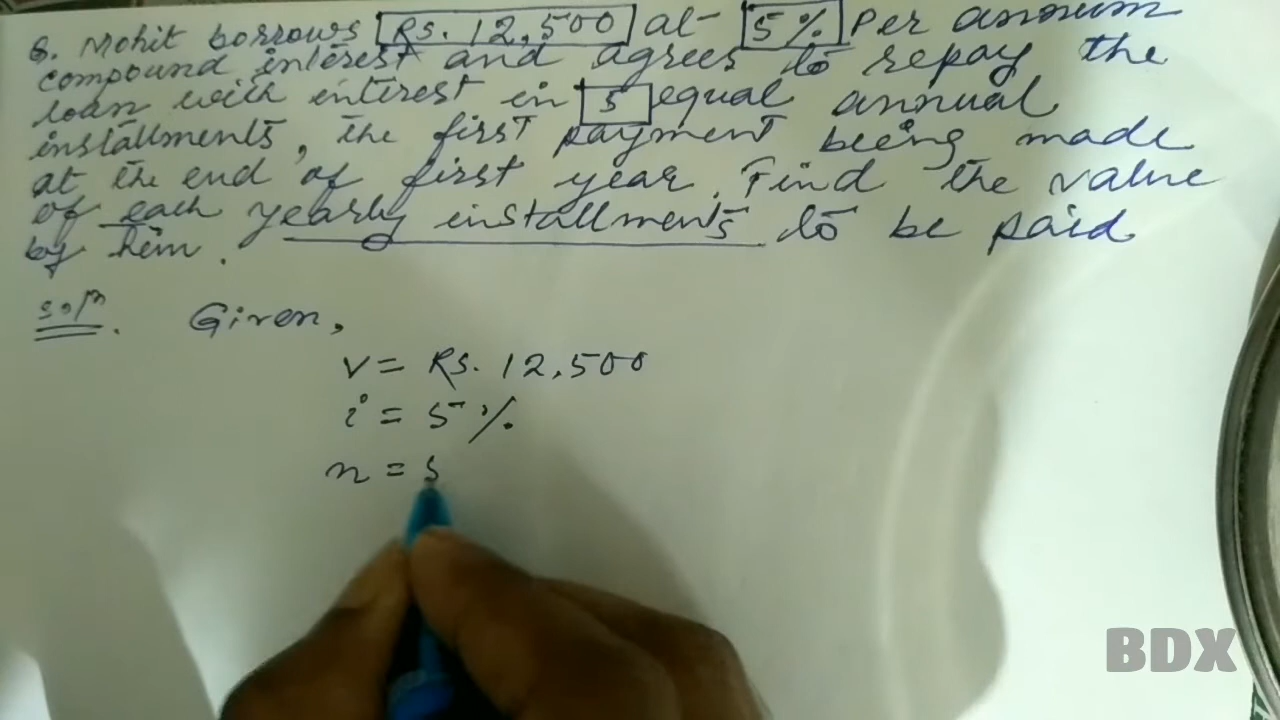 Q. Mohit borrows Rs. 12,500 at 5% per annum
compound interest and agrees to repay the
loan with interest in 5 equal annual
installments, the first payment being made
at the end of first year. Find the value
of each yearly installments to be paid
by him.
Soln. Given,
V = Rs. 12,500
i = 5%
n = 5
BDX